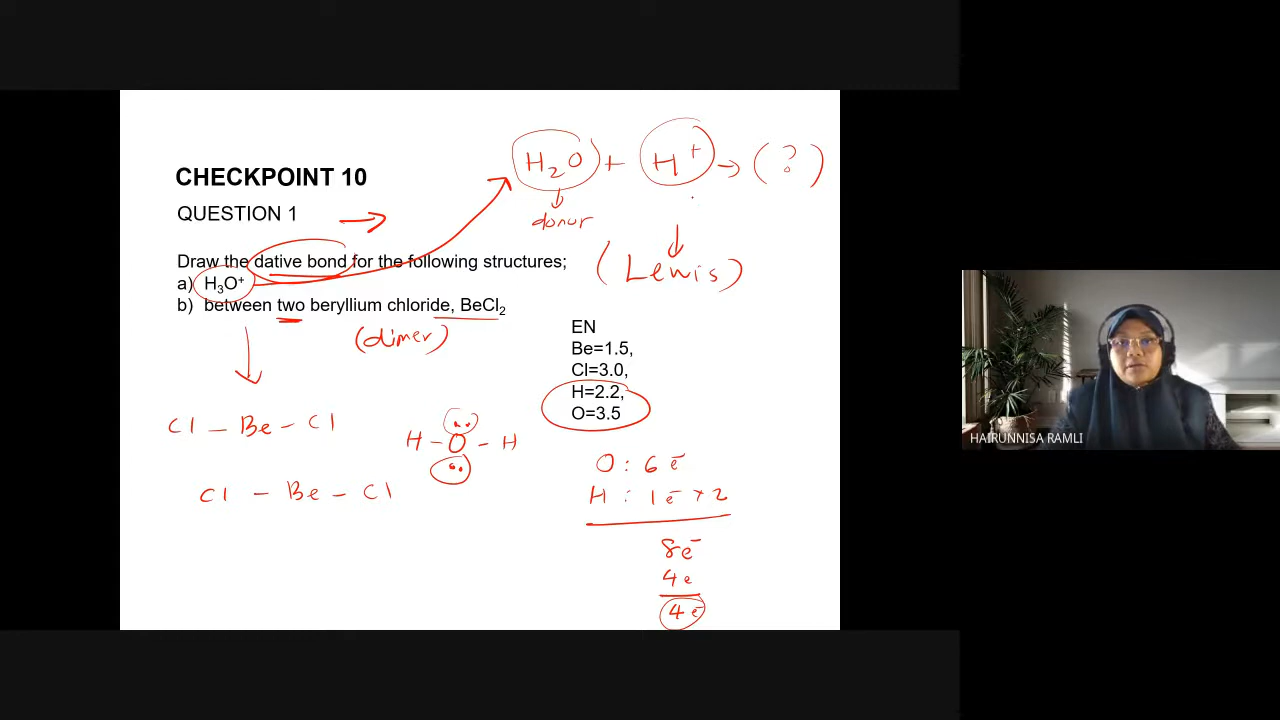 CHECKPOINT 10
QUESTION 1
H₂O + H⁺ → (?)
donur
(Lewis)
Draw the dative bond for the following structures;
a) H₃O⁺
b) between two beryllium chloride, BeCl₂
(dimer)
EN
Be=1.5,
Cl=3.0,
H=2.2,
O=3.5
Cl – Be – Cl
H – O – H
Cl – Be – Cl
O : 6 e⁻
H : 1 e⁻ × 2
8e⁻
4e
4e⁻
HAIRUNNISA RAMLI